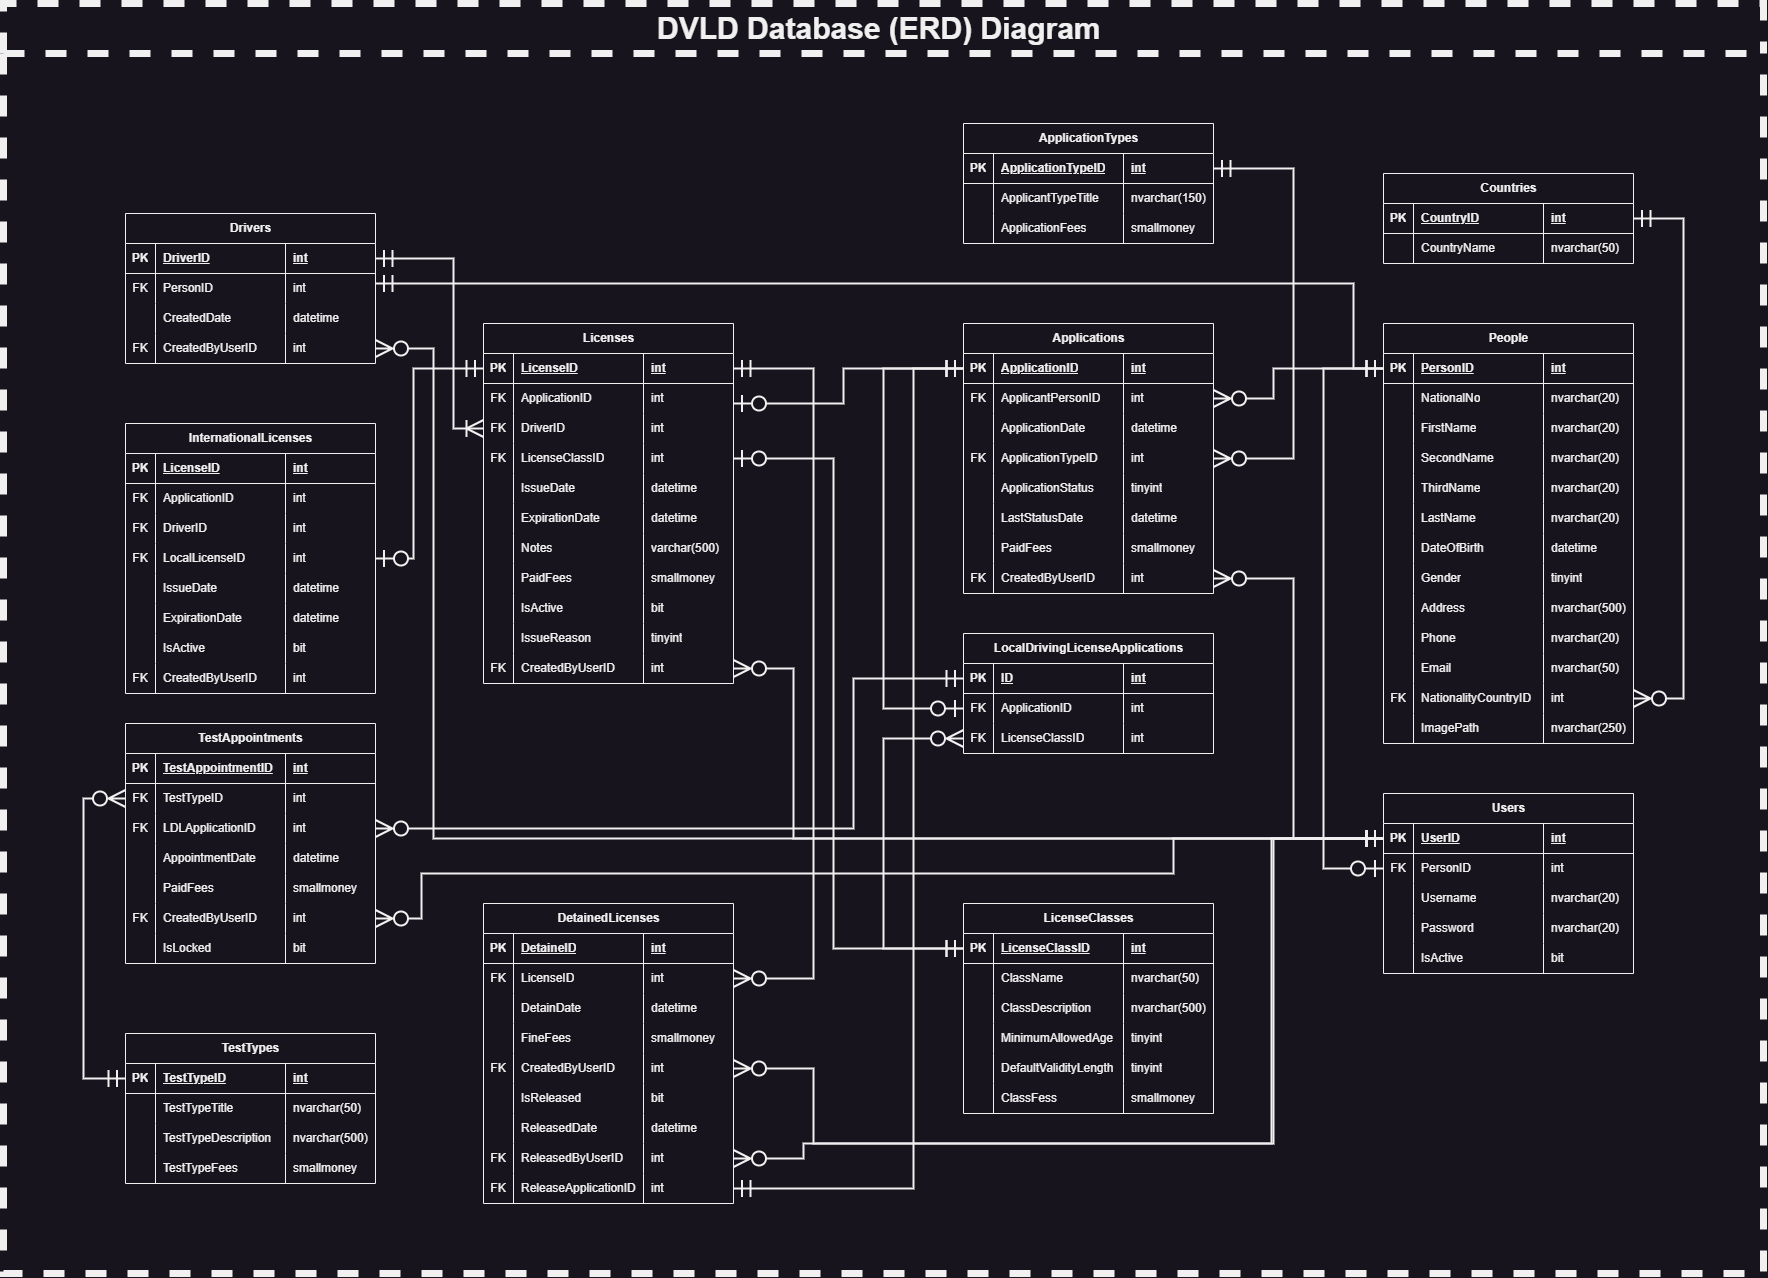 DVLD Database (ERD) Diagram
ApplicationTypes
PK ApplicationTypeID int
ApplicantTypeTitle nvarchar(150)
ApplicationFees smallmoney
Countries
PK CountryID int
CountryName nvarchar(50)
Drivers
PK DriverID int
FK PersonID int
CreatedDate datetime
FK CreatedByUserID int
Licenses
PK LicenseID int
FK ApplicationID int
FK DriverID int
FK LicenseClassID int
IssueDate datetime
ExpirationDate datetime
Notes varchar(500)
PaidFees smallmoney
IsActive bit
IssueReason tinyint
FK CreatedByUserID int
Applications
PK ApplicationID int
FK ApplicantPersonID int
ApplicationDate datetime
FK ApplicationTypeID int
ApplicationStatus tinyint
LastStatusDate datetime
PaidFees smallmoney
FK CreatedByUserID int
People
PK PersonID int
NationalNo nvarchar(20)
FirstName nvarchar(20)
SecondName nvarchar(20)
ThirdName nvarchar(20)
LastName nvarchar(20)
DateOfBirth datetime
Gender tinyint
Address nvarchar(500)
Phone nvarchar(20)
Email nvarchar(50)
FK NationalityCountryID int
ImagePath nvarchar(250)
InternationalLicenses
PK LicenseID int
FK ApplicationID int
FK DriverID int
FK LocalLicenseID int
IssueDate datetime
ExpirationDate datetime
IsActive bit
FK CreatedByUserID int
LocalDrivingLicenseApplications
PK ID int
FK ApplicationID int
FK LicenseClassID int
TestAppointments
PK TestAppointmentID int
FK TestTypeID int
FK LDLApplicationID int
AppointmentDate datetime
PaidFees smallmoney
FK CreatedByUserID int
IsLocked bit
Users
PK UserID int
FK PersonID int
Username nvarchar(20)
Password nvarchar(20)
IsActive bit
DetainedLicenses
PK DetaineID int
FK LicenseID int
DetainDate datetime
FineFees smallmoney
FK CreatedByUserID int
IsReleased bit
ReleasedDate datetime
FK ReleasedByUserID int
FK ReleaseApplicationID int
LicenseClasses
PK LicenseClassID int
ClassName nvarchar(50)
ClassDescription nvarchar(500)
MinimumAllowedAge tinyint
DefaultValidityLength tinyint
ClassFess smallmoney
TestTypes
PK TestTypeID int
TestTypeTitle nvarchar(50)
TestTypeDescription nvarchar(500)
TestTypeFees smallmoney